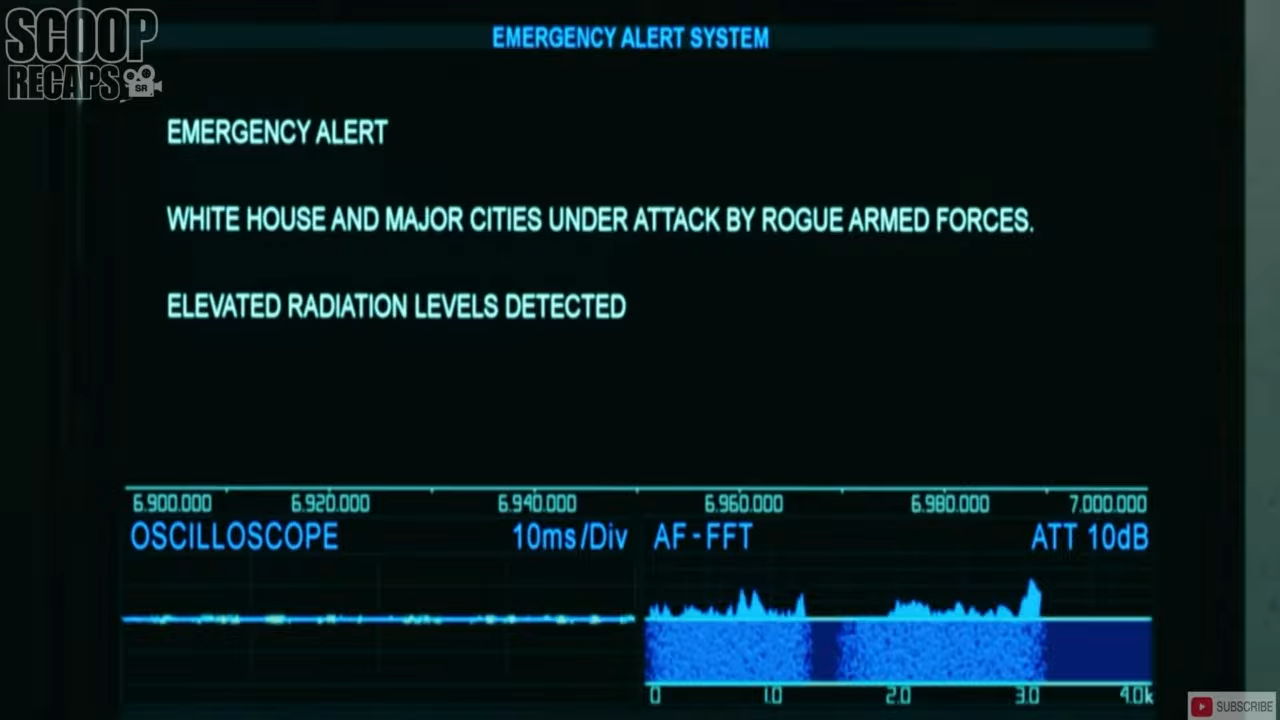 SCOOP
RECAPS
SR
EMERGENCY ALERT SYSTEM
EMERGENCY ALERT
WHITE HOUSE AND MAJOR CITIES UNDER ATTACK BY ROGUE ARMED FORCES.
ELEVATED RADIATION LEVELS DETECTED
6.900.000 6.920.000 6.940.000 6.960.000 6.980.000 7.000.000
OSCILLOSCOPE 10ms/Div AF-FFT ATT 10dB
0 1.0 2.0 3.0 4.0k
SUBSCRIBE